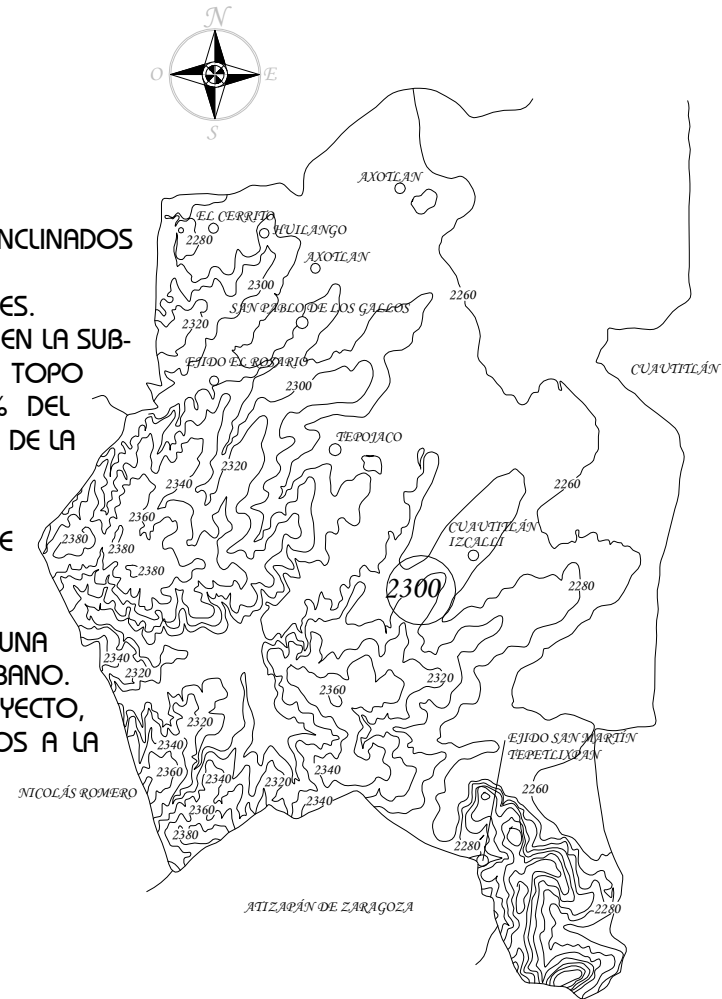 N
O
E
S
NCLINADOS
ES.
EN LA SUB-
TOPO
% DEL
DE LA
E
UNA
BANO.
YECTO,
OS A LA
AXOTLAN
EL CERRITO
HUILANGO
2280
AXOTLAN
2300
2260
SAN PABLO DE LOS GALLOS
2320
EJIDO EL ROSARIO
2300
CUAUTITLÁN
TEPOJACO
2320
2340
2260
2360
CUAUTITLÁN
IZCALLI
2380
2380
2380
2300
2280
2340
2320
2320
2360
2320
2340
EJIDO SAN MARTIN
TEPETLIXPAN
2360
2340
2320
2340
2260
NICOLÁS ROMERO
2360
2340
2380
2280
ATIZAPÁN DE ZARAGOZA
2280